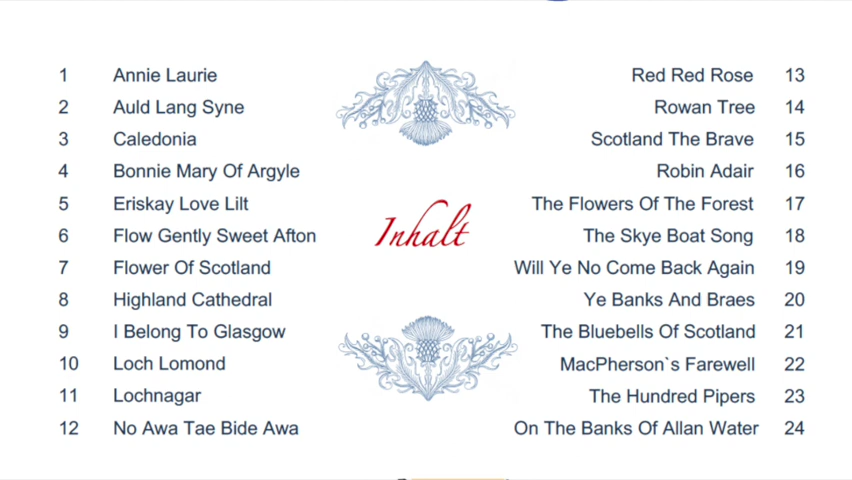 1 Annie Laurie
2 Auld Lang Syne
3 Caledonia
4 Bonnie Mary Of Argyle
5 Eriskay Love Lilt
6 Flow Gently Sweet Afton
7 Flower Of Scotland
8 Highland Cathedral
9 I Belong To Glasgow
10 Loch Lomond
11 Lochnagar
12 No Awa Tae Bide Awa
Inhalt
Red Red Rose 13
Rowan Tree 14
Scotland The Brave 15
Robin Adair 16
The Flowers Of The Forest 17
The Skye Boat Song 18
Will Ye No Come Back Again 19
Ye Banks And Braes 20
The Bluebells Of Scotland 21
MacPherson`s Farewell 22
The Hundred Pipers 23
On The Banks Of Allan Water 24